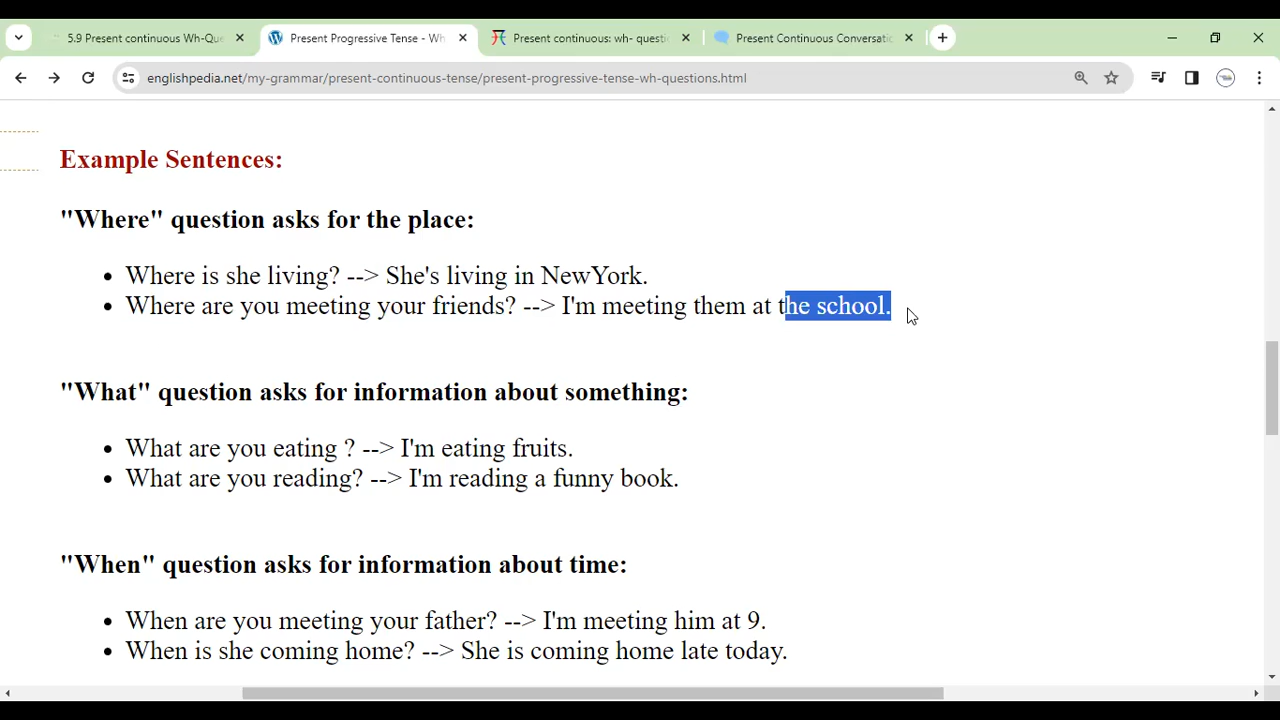 5.9 Present continuous Wh-Que
Present Progressive Tense - Wh
Present continuous: wh- questi
Present Continuous Conversatio
englishpedia.net/my-grammar/present-continuous-tense/present-progressive-tense-wh-questions.html
Example Sentences:
"Where" question asks for the place:
• Where is she living? --> She's living in NewYork.
• Where are you meeting your friends? --> I'm meeting them at the school.
"What" question asks for information about something:
• What are you eating ? --> I'm eating fruits.
• What are you reading? --> I'm reading a funny book.
"When" question asks for information about time:
• When are you meeting your father? --> I'm meeting him at 9.
• When is she coming home? --> She is coming home late today.